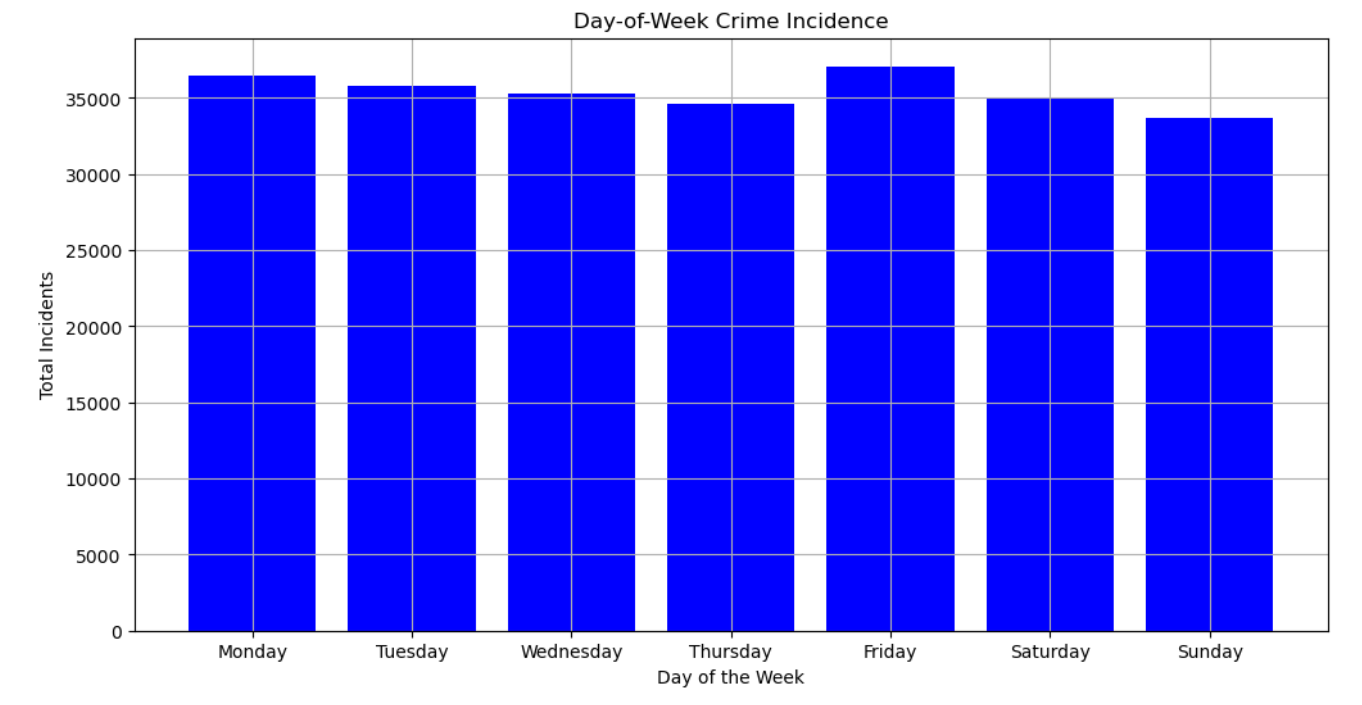 Day-of-Week Crime Incidence
Total Incidents
35000
30000
25000
20000
15000
10000
5000
0
Monday Tuesday Wednesday Thursday Friday Saturday Sunday
Day of the Week